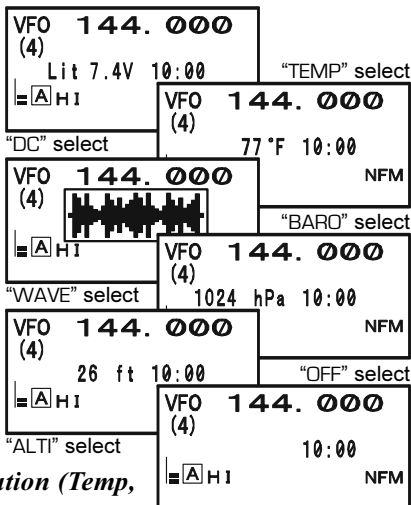 VFO 144. 000
(4)
Lit 7.4V 10:00
A HI
"DC" select
"TEMP" select
VFO 144. 000
(4)
77 °F 10:00
NFM
VFO 144. 000
(4)
A HI
"WAVE" select
"BARO" select
VFO 144. 000
(4)
1024 hPa 10:00
NFM
VFO 144. 000
(4)
26 ft 10:00
A HI
"ALTI" select
"OFF" select
VFO 144. 000
(4)
10:00
A HI NFM
ation (Temp,